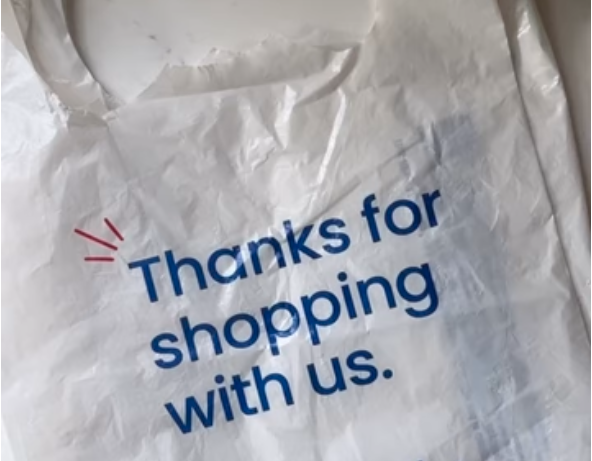 Thanks for
shopping
with us.